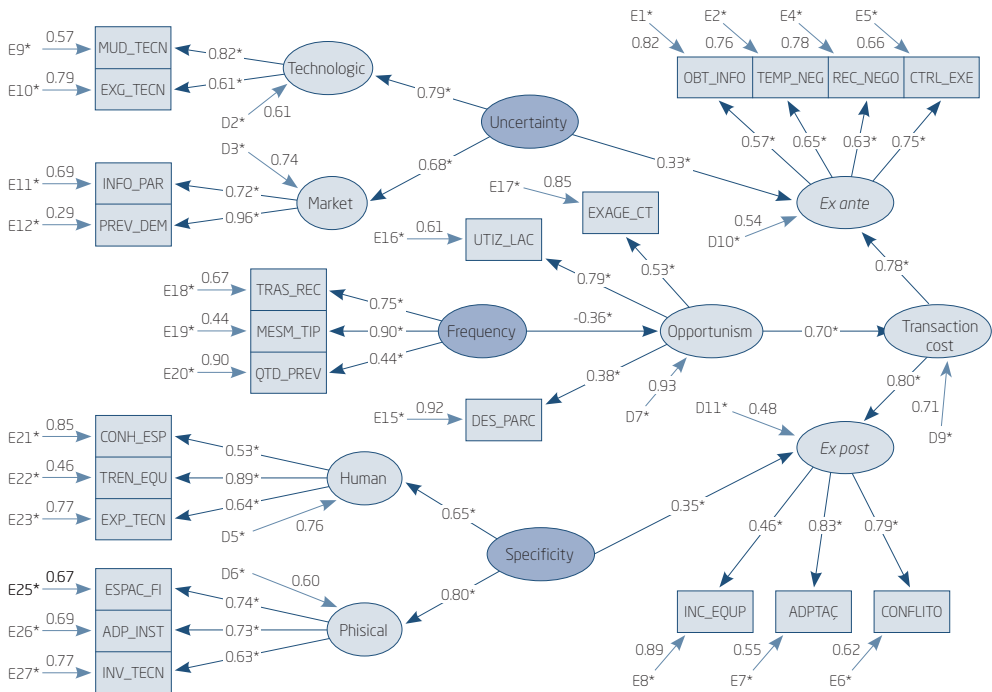 E1*
E2*
E4*
E5*
0.82
0.76
0.78
0.66
OBT_INFO
TEMP_NEG
REC_NEGO
CTRL_EXE
0.57*
0.65*
0.63*
0.75*
E9*
0.57
MUD_TECN
0.82*
Technologic
E10*
0.79
EXG_TECN
0.61*
D2*
0.61
0.79*
Uncertainty
D3*
0.74
0.68*
0.33*
E11*
0.69
INFO_PAR
0.72*
Market
E12*
0.29
PREV_DEM
0.96*
Ex ante
D10*
0.54
E17*
0.85
EXAGE_CT
E16*
0.61
UTIZ_LAC
0.53*
0.79*
0.78*
E18*
0.67
TRAS_REC
0.75*
E19*
0.44
MESM_TIP
0.90*
Frequency
-0.36*
Opportunism
0.70*
Transaction
cost
E20*
0.90
QTD_PREV
0.44*
0.38*
0.93
D7*
0.80*
0.71
D9*
E15*
0.92
DES_PARC
D11*
0.48
Ex post
E21*
0.85
CONH_ESP
0.53*
E22*
0.46
TREN_EQU
0.89*
Human
E23*
0.77
EXP_TECN
0.64*
D5*
0.76
0.65*
0.35*
Specificity
0.46*
0.83*
0.79*
E25*
0.67
ESPAC_FI
0.74*
D6*
0.60
0.80*
E26*
0.69
ADP_INST
0.73*
Phisical
E27*
0.77
INV_TECN
0.63*
INC_EQUP
ADPTAÇ
CONFLITO
0.89
0.55
0.62
E8*
E7*
E6*